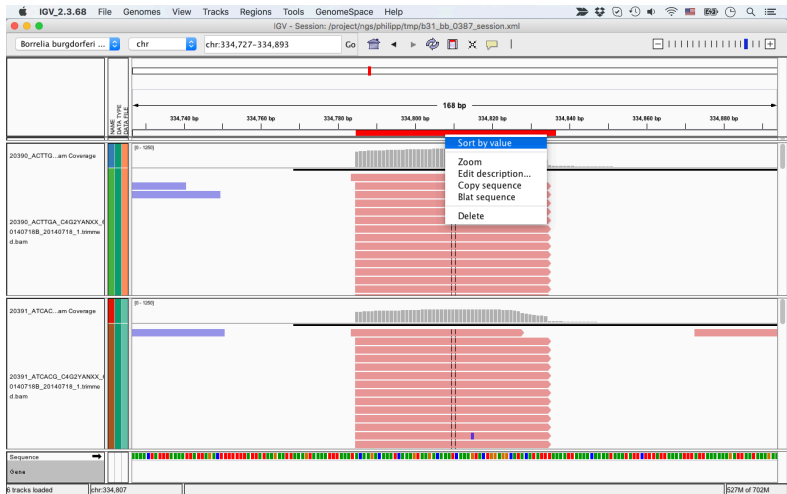 IGV_2.3.68 File Genomes View Tracks Regions Tools GenomeSpace Help
IGV - Session: /project/ngs/philipp/tmp/b31_bb_0387_session.xml
Borrelia burgdorferi ... chr chr:334,727-334,893 Go
NAME
DATA TYPE
DATA FILE
168 bp
334,740 bp 334,760 bp 334,780 bp 334,800 bp 334,820 bp 334,840 bp 334,860 bp 334,880 bp
Sort by value
Zoom
Edit description...
Copy sequence
Blat sequence
Delete
20390_ACTTG...am Coverage
[0 - 1250]
20390_ACTTGA_C4G2YANXX_6
0140718B_20140718_1.trimme
d.bam
20391_ATCAC...am Coverage
[0 - 1250]
20391_ATCACG_C4G2YANXX_6
0140718B_20140718_1.trimme
d.bam
Sequence
Gene
6 tracks loaded chr:334,807 527M of 702M